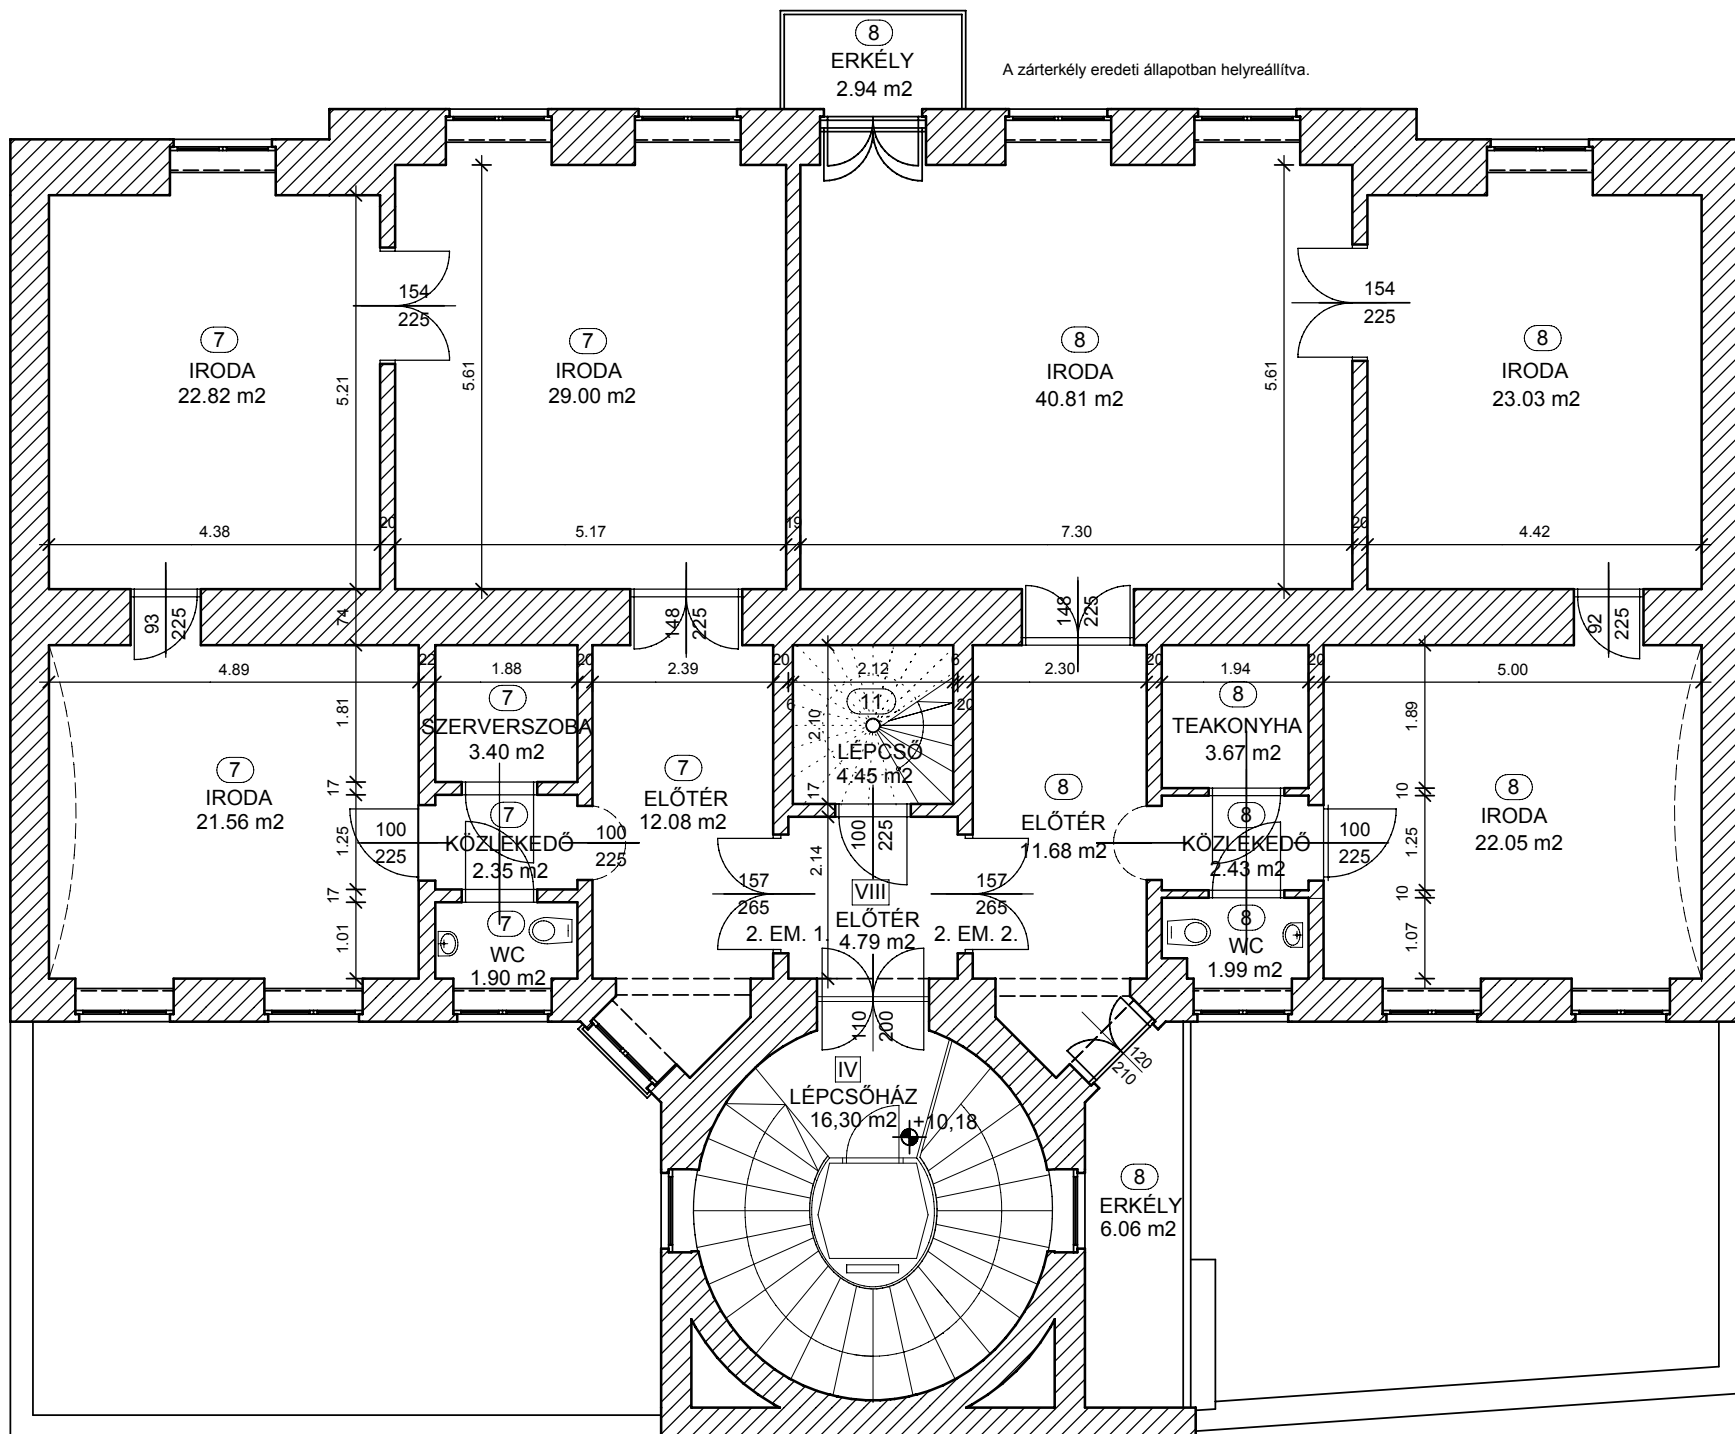 8
ERKÉLY
2.94 m2
A zárterkély eredeti állapotban helyreállítva.
154
225
154
225
7
IRODA
22.82 m2
5.21
5.61
7
IRODA
29.00 m2
8
IRODA
40.81 m2
5.61
8
IRODA
23.03 m2
4.38
20
5.17
19
7.30
20
4.42
93
225
74
148
225
148
225
92
225
4.89
22
1.88
20
2.39
20
6
2.12
6
20
2.30
20
1.94
20
5.00
1.81
7
SZERVERSZOBA
3.40 m2
2.10
11
LÉPCSŐ
4.45 m2
8
TEAKONYHA
3.67 m2
1.89
7
IRODA
21.56 m2
17
7
ELŐTÉR
12.08 m2
17
8
ELŐTÉR
11.68 m2
10
8
IRODA
22.05 m2
1.25
100
225
7
KÖZLEKEDŐ
2.35 m2
100
225
2.14
100
225
8
KÖZLEKEDŐ
2.43 m2
100
225
1.25
17
157
265
VIII
ELŐTÉR
4.79 m2
157
265
10
2. EM. 1.
2. EM. 2.
1.01
7
WC
1.90 m2
8
WC
1.99 m2
1.07
110
200
120
210
IV
LÉPCSŐHÁZ
16,30 m2
+10,18
8
ERKÉLY
6.06 m2